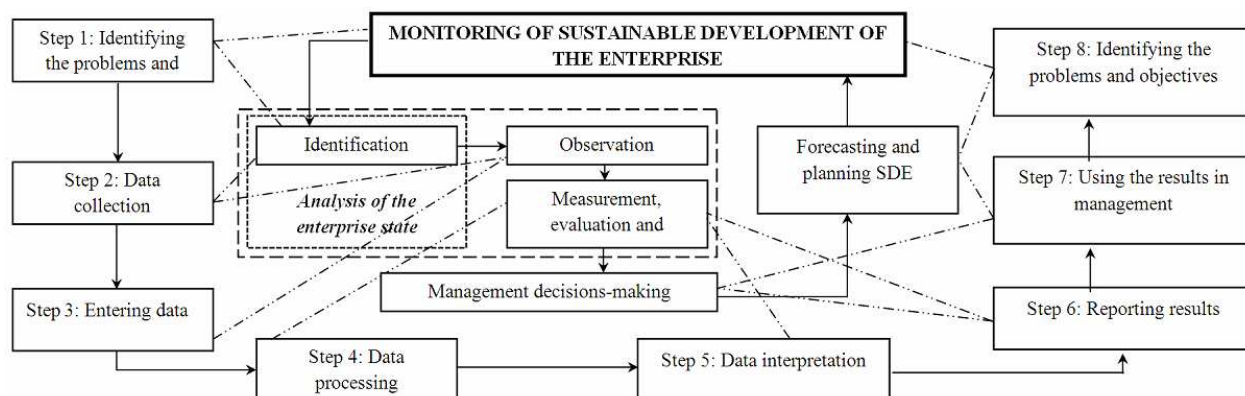 Step 1: Identifying
the problems and
MONITORING OF SUSTAINABLE DEVELOPMENT OF
THE ENTERPRISE
Step 8: Identifying the
problems and objectives
Identification
Observation
Forecasting and
planning SDE
Step 2: Data
collection
Analysis of the
enterprise state
Measurement,
evaluation and
Step 7: Using the results in
management
Management decisions-making
Step 3: Entering data
Step 6: Reporting results
Step 4: Data
processing
Step 5: Data interpretation